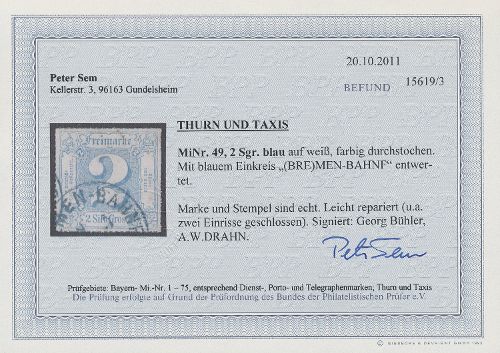 20.10.2011
Peter Sem
Kellerstr. 3, 96163 Gundelsheim
BEFUND
15619/3
THURN UND TAXIS
MiNr. 49, 2 Sgr. blau auf weiß, farbig durchstochen.
Mit blauem Einkreis „(BRE)MEN-BAHNF“ entwer-
tet.
Marke und Stempel sind echt. Leicht repariert (u.a.
zwei Einrisse geschlossen). Signiert: Georg Bühler,
A.W.DRAHN.
Peter Sem
Freimarke
2
MEN-BAHNF
2 Silb. Grosch
Prüfgebiete: Bayern- Mi.-Nr. 1 – 75, entsprechend Dienst-, Porto- und Telegraphenmarken; Thurn und Taxis
Die Prüfung erfolgte auf Grund der Prüfordnung des Bundes der Philatelistischen Prüfer e.V.